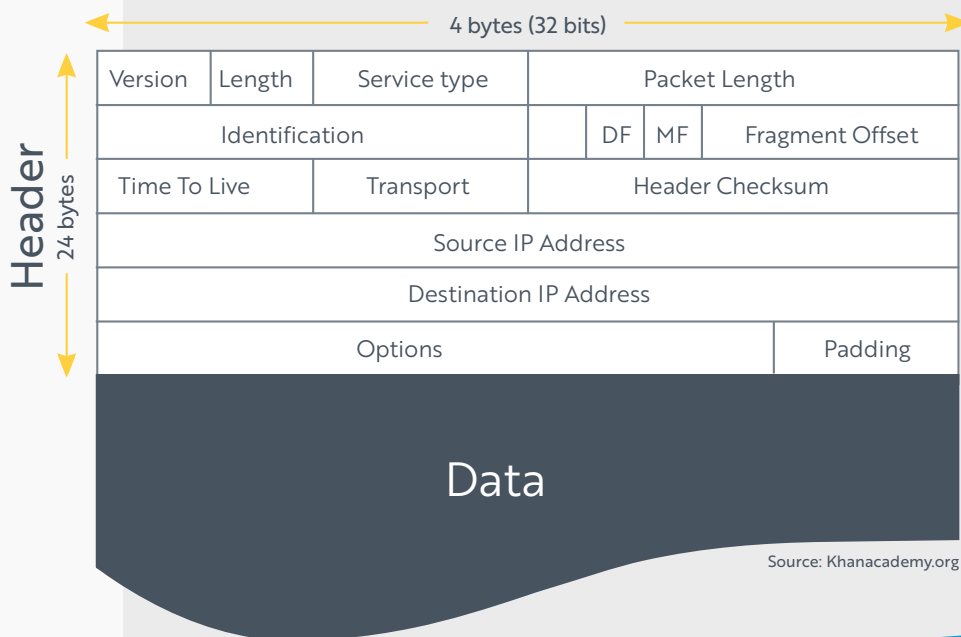 4 bytes (32 bits)
Header
24 bytes
Version Length Service type Packet Length
Identification DF MF Fragment Offset
Time To Live Transport Header Checksum
Source IP Address
Destination IP Address
Options Padding
Data
Source: Khanacademy.org